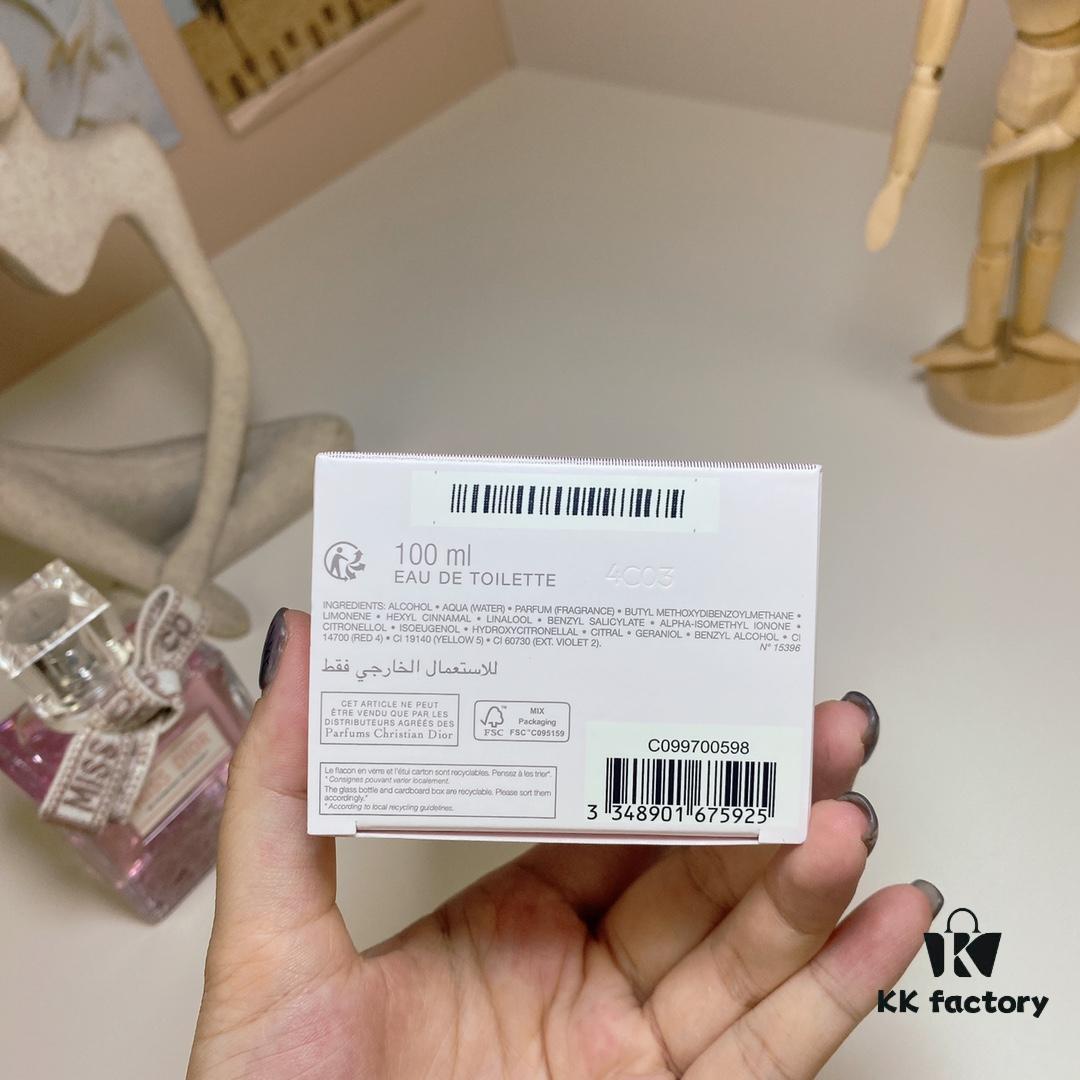 100 ml
EAU DE TOILETTE
4C03
INGREDIENTS: ALCOHOL • AQUA (WATER) • PARFUM (FRAGRANCE) • BUTYL METHOXYDIBENZOYLMETHANE •
LIMONENE • HEXYL CINNAMAL • LINALOOL • BENZYL SALICYLATE • ALPHA-ISOMETHYL IONONE •
CITRONELLOL • ISOEUGENOL • HYDROXYCITRONELLAL • CITRAL • GERANIOL • BENZYL ALCOHOL • CI
14700 (RED 4) • CI 19140 (YELLOW 5) • CI 60730 (EXT. VIOLET 2).
N° 15396
للاستعمال الخارجي فقط
CET ARTICLE NE PEUT
ÊTRE VENDU QUE PAR LES
DISTRIBUTEURS AGRÉÉS DES
Parfums Christian Dior
FSC
MIX
Packaging
FSC™ C095159
Le flacon en verre et l'étui carton sont recyclables. Pensez à les trier*.
* Consignes pouvant varier localement.
The glass bottle and cardboard box are recyclable. Please sort them
accordingly.*
* According to local recycling guidelines.
C099700598
3 348901 675925
MISS
CO
KK factory